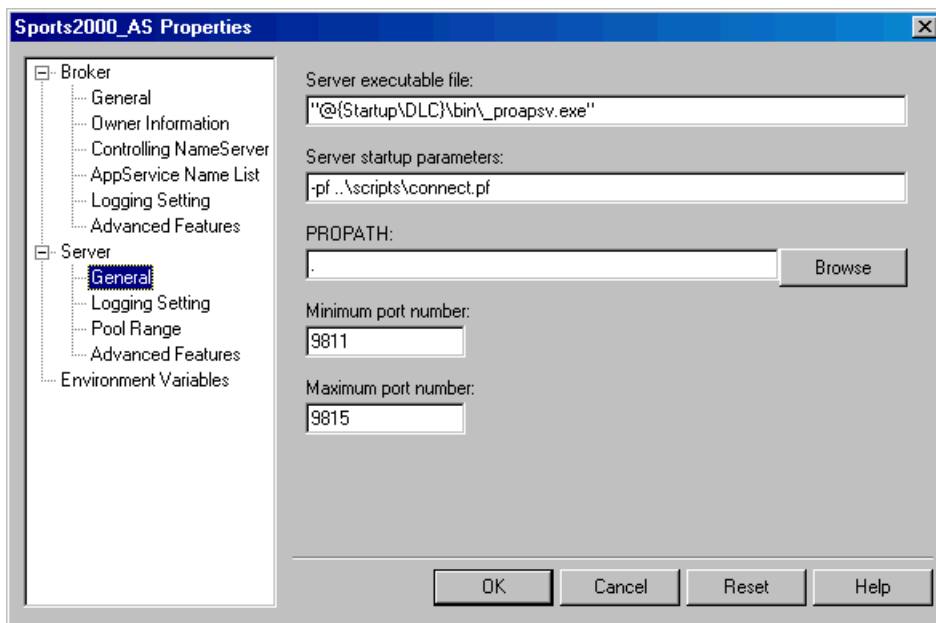 Sports2000_AS Properties
Broker
General
Owner Information
Controlling NameServer
AppService Name List
Logging Setting
Advanced Features
Server
General
Logging Setting
Pool Range
Advanced Features
Environment Variables
Server executable file:
"@{Startup\DLC}\bin\_proapsv.exe"
Server startup parameters:
-pf ..\scripts\connect.pf
PROPATH:
.
Browse
Minimum port number:
9811
Maximum port number:
9815
OK Cancel Reset Help